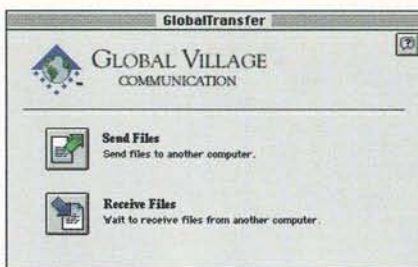 GlobalTransfer
GLOBAL VILLAGE
COMMUNICATION
Send Files
Send files to another computer.
Receive Files
Wait to receive files from another computer.